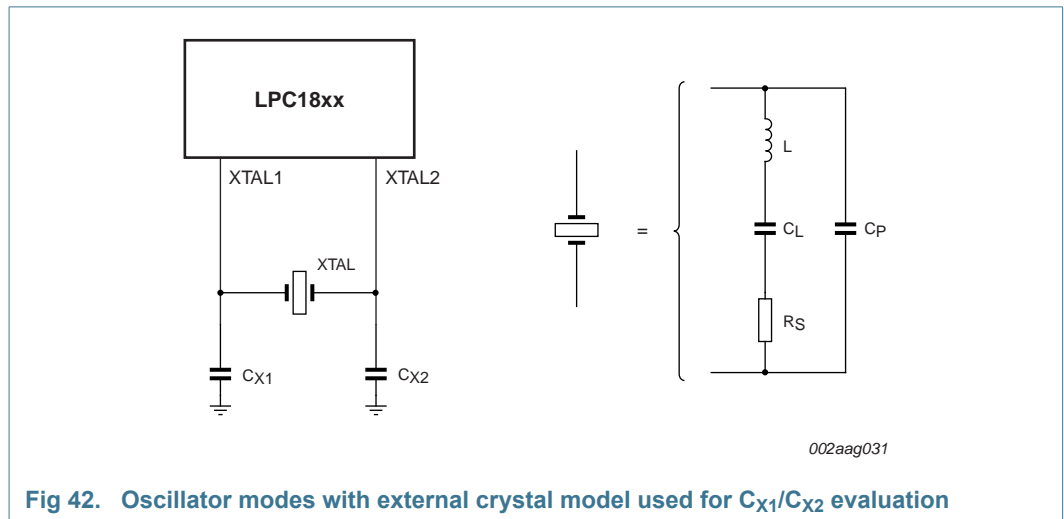 LPC18xx
XTAL1
XTAL2
XTAL
CX1
CX2
=
L
CL
CP
RS
002aag031
Fig 42. Oscillator modes with external crystal model used for CX1/CX2 evaluation